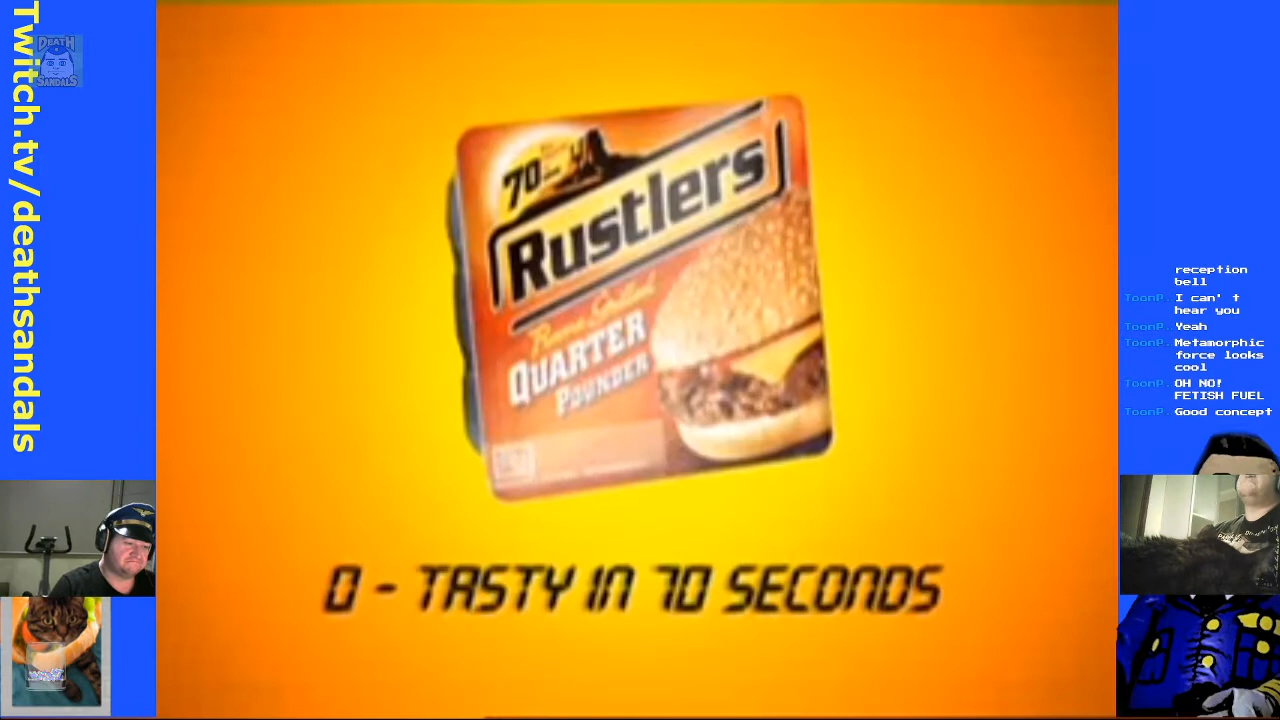 Twitch.tv/deathsandals
DEATH
SANDALS
70
Rustlers
Flame Grilled
QUARTER
POUNDER
0 - TASTY IN 70 SECONDS
reception
bell
ToonP. I can' t
hear you
ToonP. Yeah
ToonP. Metamorphic
force looks
cool
ToonP. OH NO!
FETISH FUEL
ToonP. Good concept